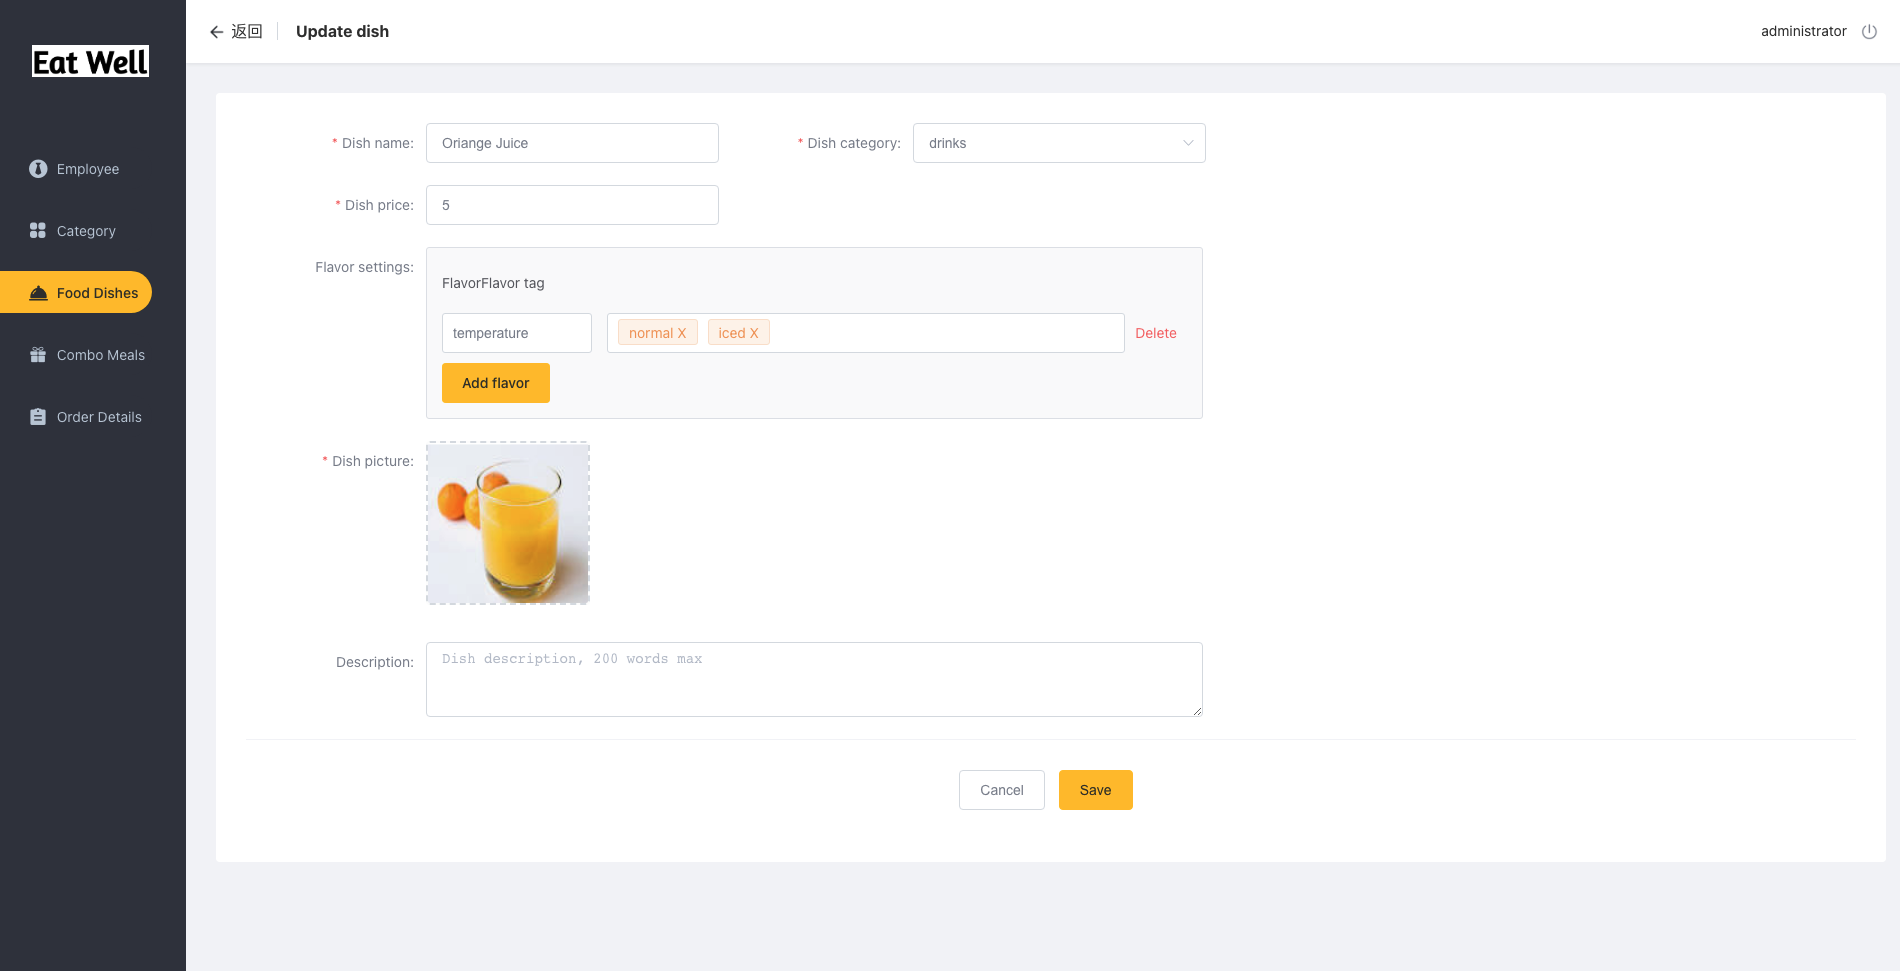 Eat Well
Employee
Category
Food Dishes
Combo Meals
Order Details
返回
Update dish
administrator
* Dish name:
Oriange Juice
* Dish category:
drinks
* Dish price:
5
Flavor settings:
FlavorFlavor tag
temperature
normal X
iced X
Delete
Add flavor
* Dish picture:
Description:
Dish description, 200 words max
Cancel
Save